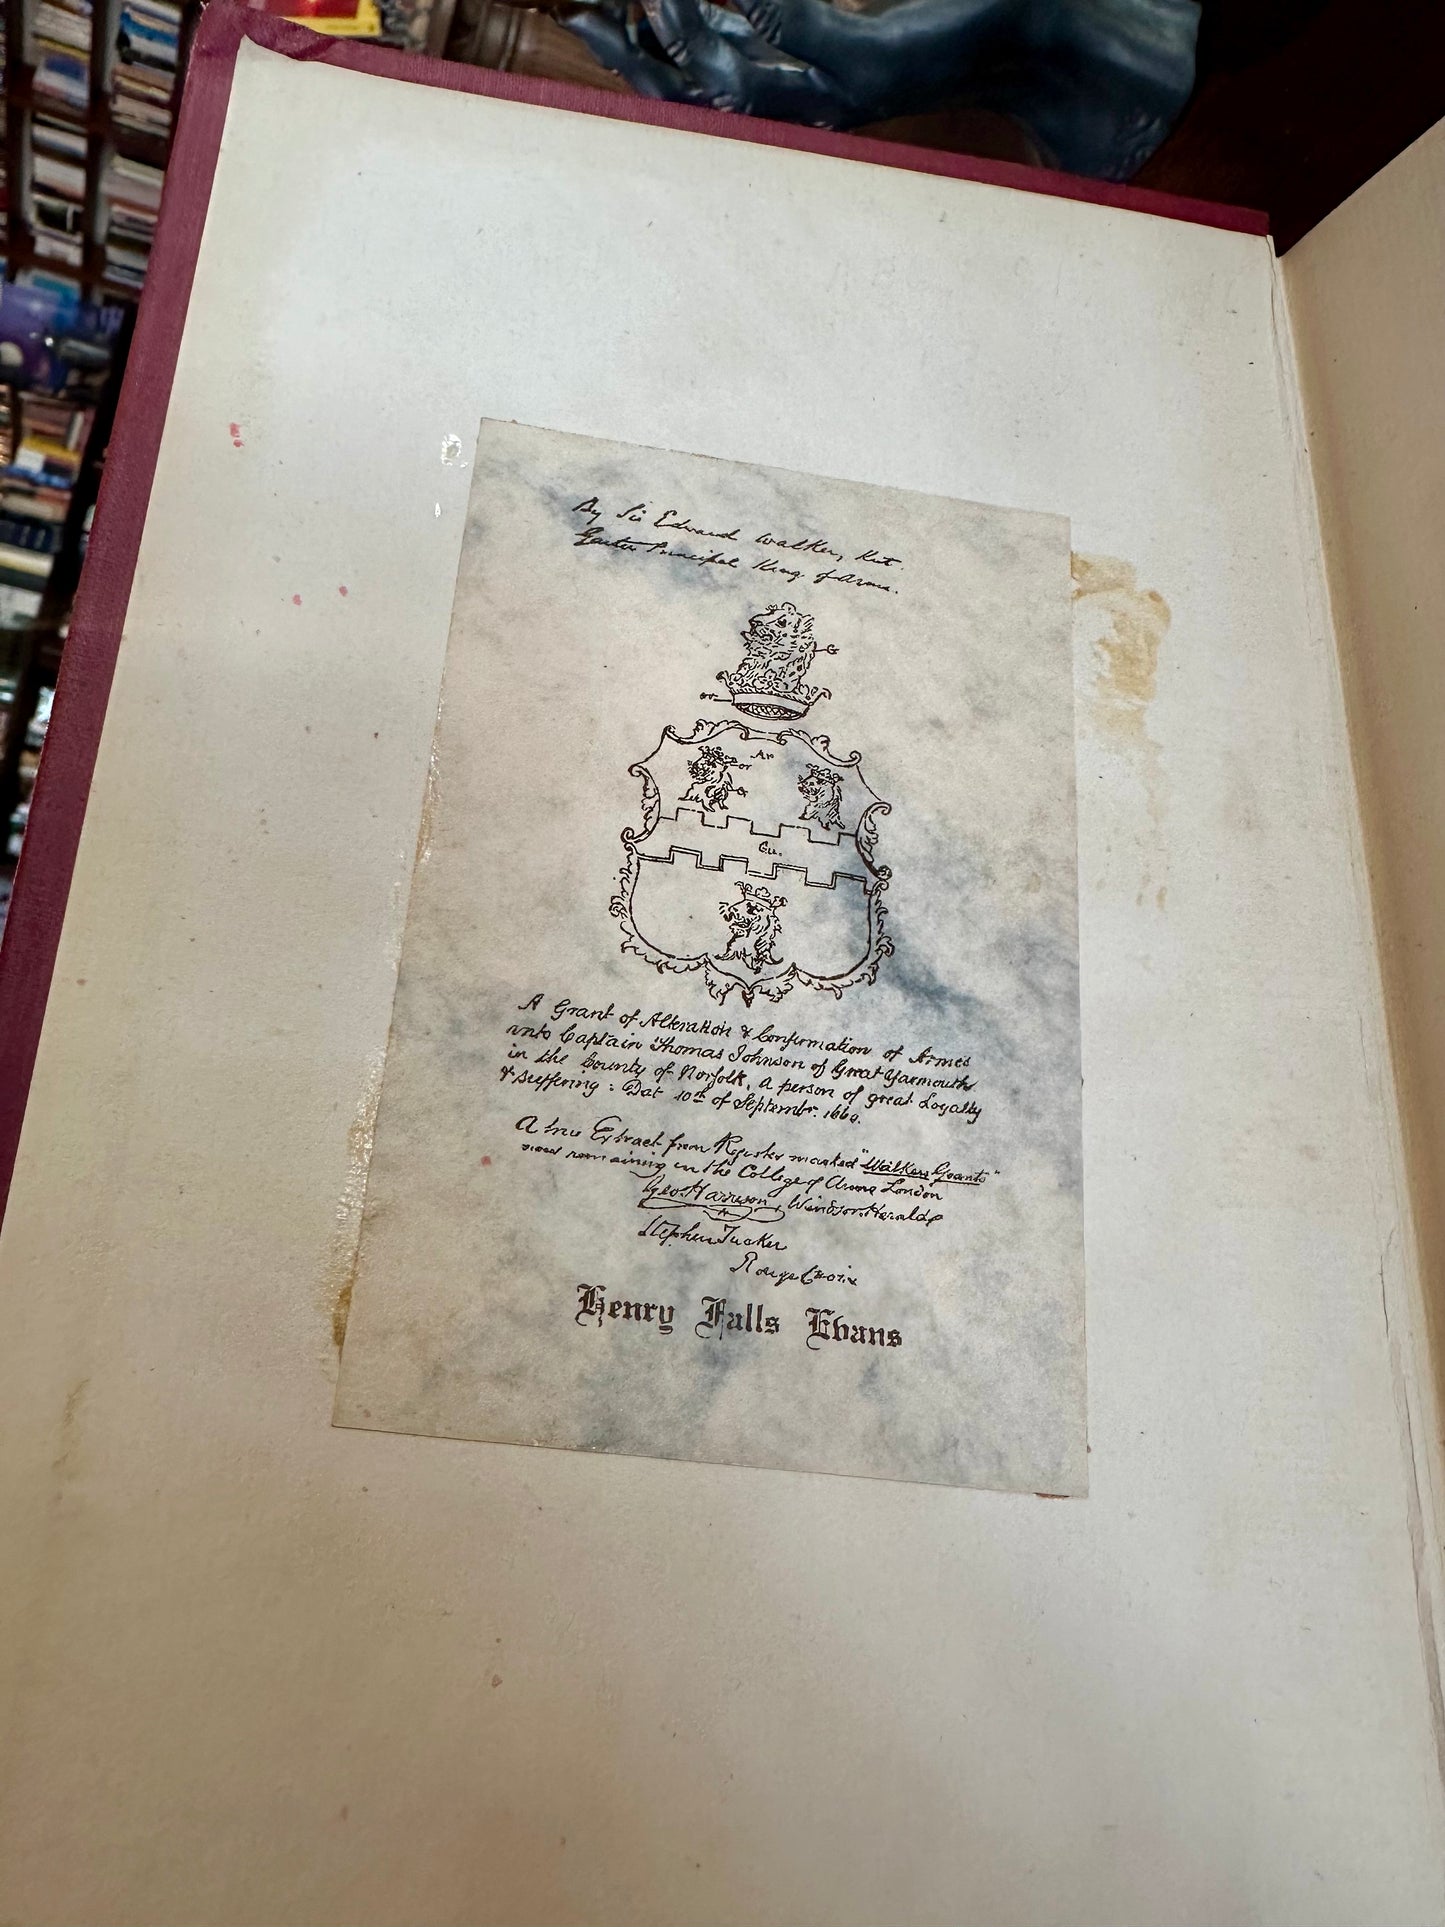 By Sir Edward Walker, Knt.
Garter Principal King of Arms.
G
or
Ar
or
G
Gu.
A Grant of Alteration & Confirmation of Armes
unto Captain Thomas Johnson of Great Yarmouth
in the County of Norfolk, a person of great Loyalty
& Suffering: Dat 10th of Septembr. 1660.
A true Extract from Register marked "Walkers Grants"
now remaining in the College of Arms London
Geo. Harrison, Windsor Herald
Stephen Tucker
Rouge Croix
Henry Falls Evans